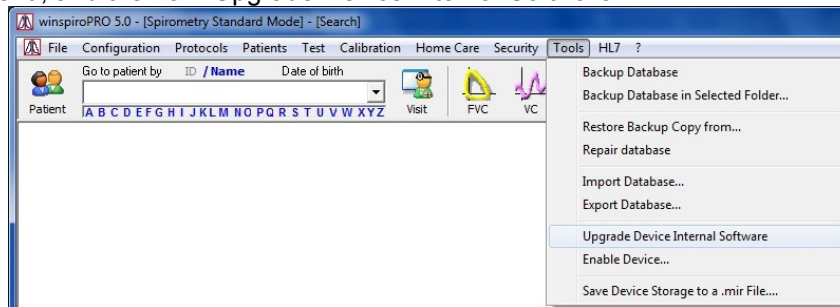 winspiroPRO 5.0 - [Spirometry Standard Mode] - [Search]
File Configuration Protocols Patients Test Calibration Home Care Security Tools HL7 ?
Go to patient by ID / Name Date of birth
Patient
A B C D E F G H I J K L M N O P Q R S T U V W X Y Z
Visit
FVC
VC
Backup Database
Backup Database in Selected Folder...
Restore Backup Copy from...
Repair database
Import Database...
Export Database...
Upgrade Device Internal Software
Enable Device...
Save Device Storage to a .mir File....